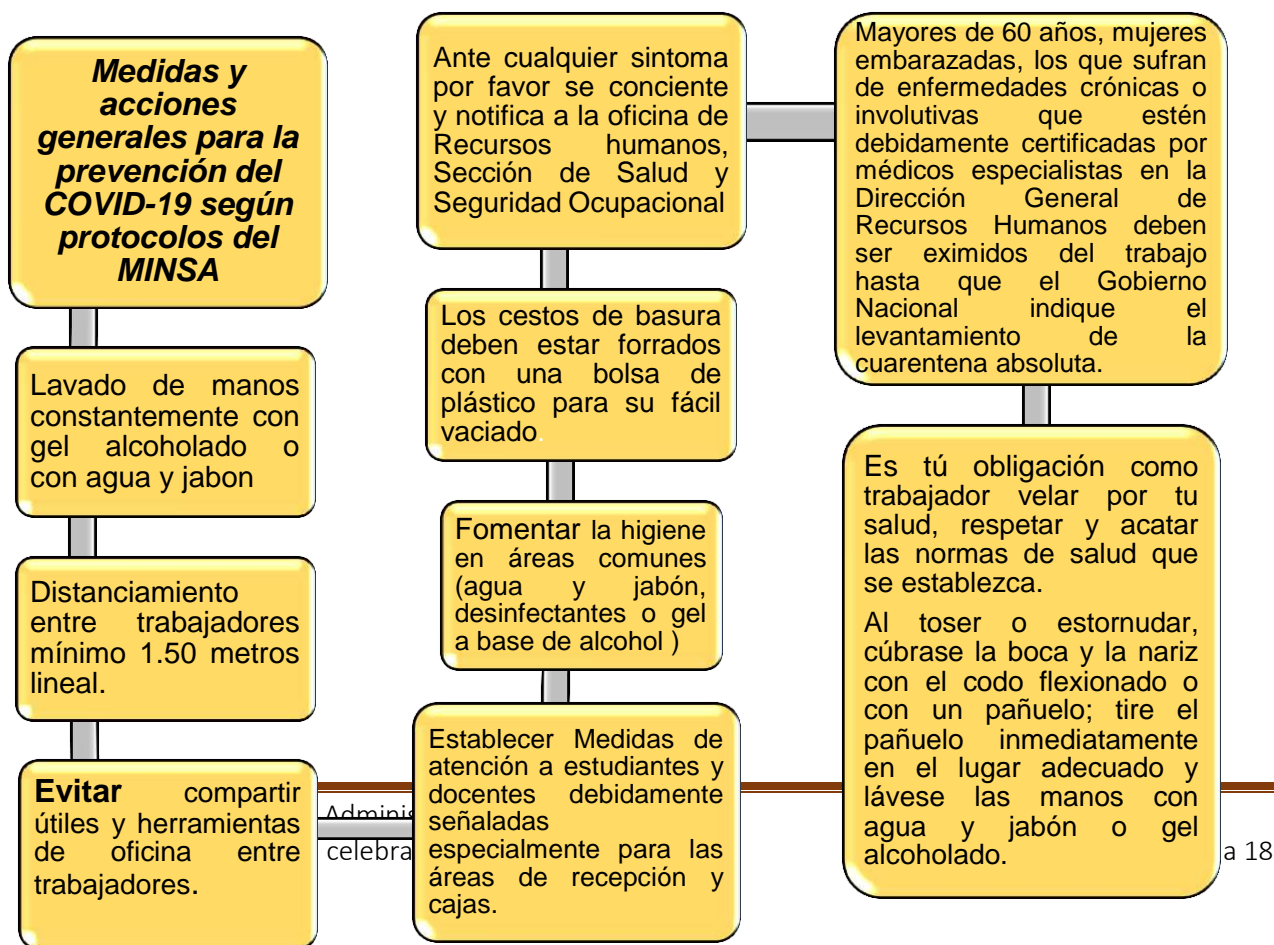 Medidas y
acciones
generales para la
prevención del
COVID-19 según
protocolos del
MINSA
Lavado de manos
constantemente con
gel alcoholado o
con agua y jabon
Distanciamiento
entre trabajadores
mínimo 1.50 metros
lineal.
Evitar compartir
útiles y herramientas
de oficina entre
trabajadores.
Establecer Medidas de
atención a estudiantes y
docentes debidamente
señaladas
especialmente para las
áreas de recepción y
cajas.
Fomentar la higiene
en áreas comunes
(agua y jabón,
desinfectantes o gel
a base de alcohol )
Los cestos de basura
deben estar forrados
con una bolsa de
plástico para su fácil
vaciado.
Ante cualquier sintoma
por favor se conciente
y notifica a la oficina de
Recursos humanos,
Sección de Salud y
Seguridad Ocupacional
Mayores de 60 años, mujeres
embarazadas, los que sufran
de enfermedades crónicas o
involutivas que estén
debidamente certificadas por
médicos especialistas en la
Dirección General de
Recursos Humanos deben
ser eximidos del trabajo
hasta que el Gobierno
Nacional indique el
levantamiento de la
cuarentena absoluta.
Es tú obligación como
trabajador velar por tu
salud, respetar y acatar
las normas de salud que
se establezca.
Al toser o estornudar,
cúbrase la boca y la nariz
con el codo flexionado o
con un pañuelo; tire el
pañuelo inmediatamente
en el lugar adecuado y
lávese las manos con
agua y jabón o gel
alcoholado.
celebra
a 18